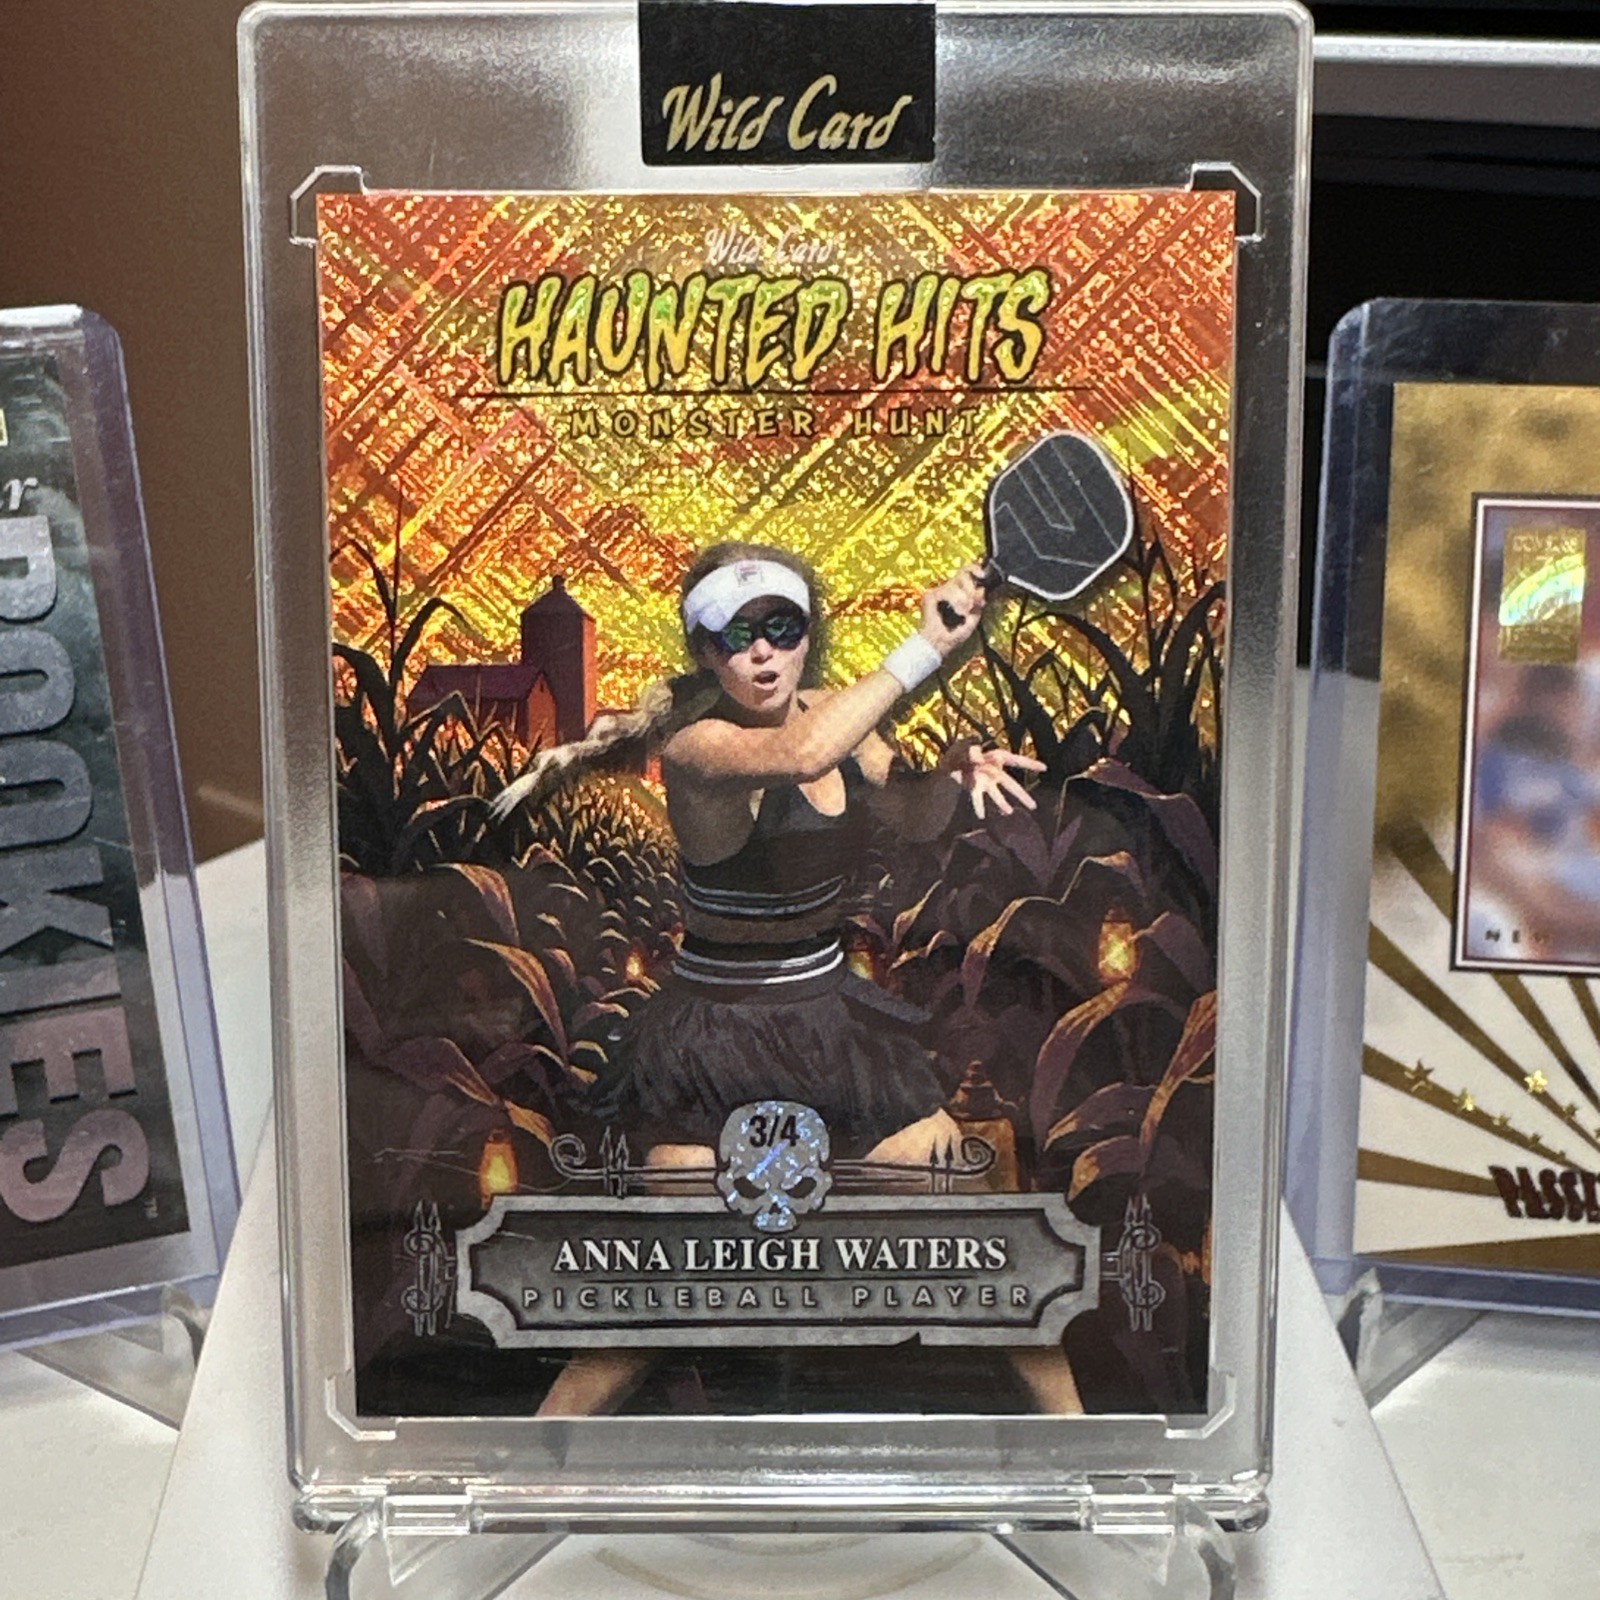 Wild Card
Wild Card
HAUNTED HITS
MONSTER HUNT
3/4
ANNA LEIGH WATERS
PICKLEBALL PLAYER
ROOKIES